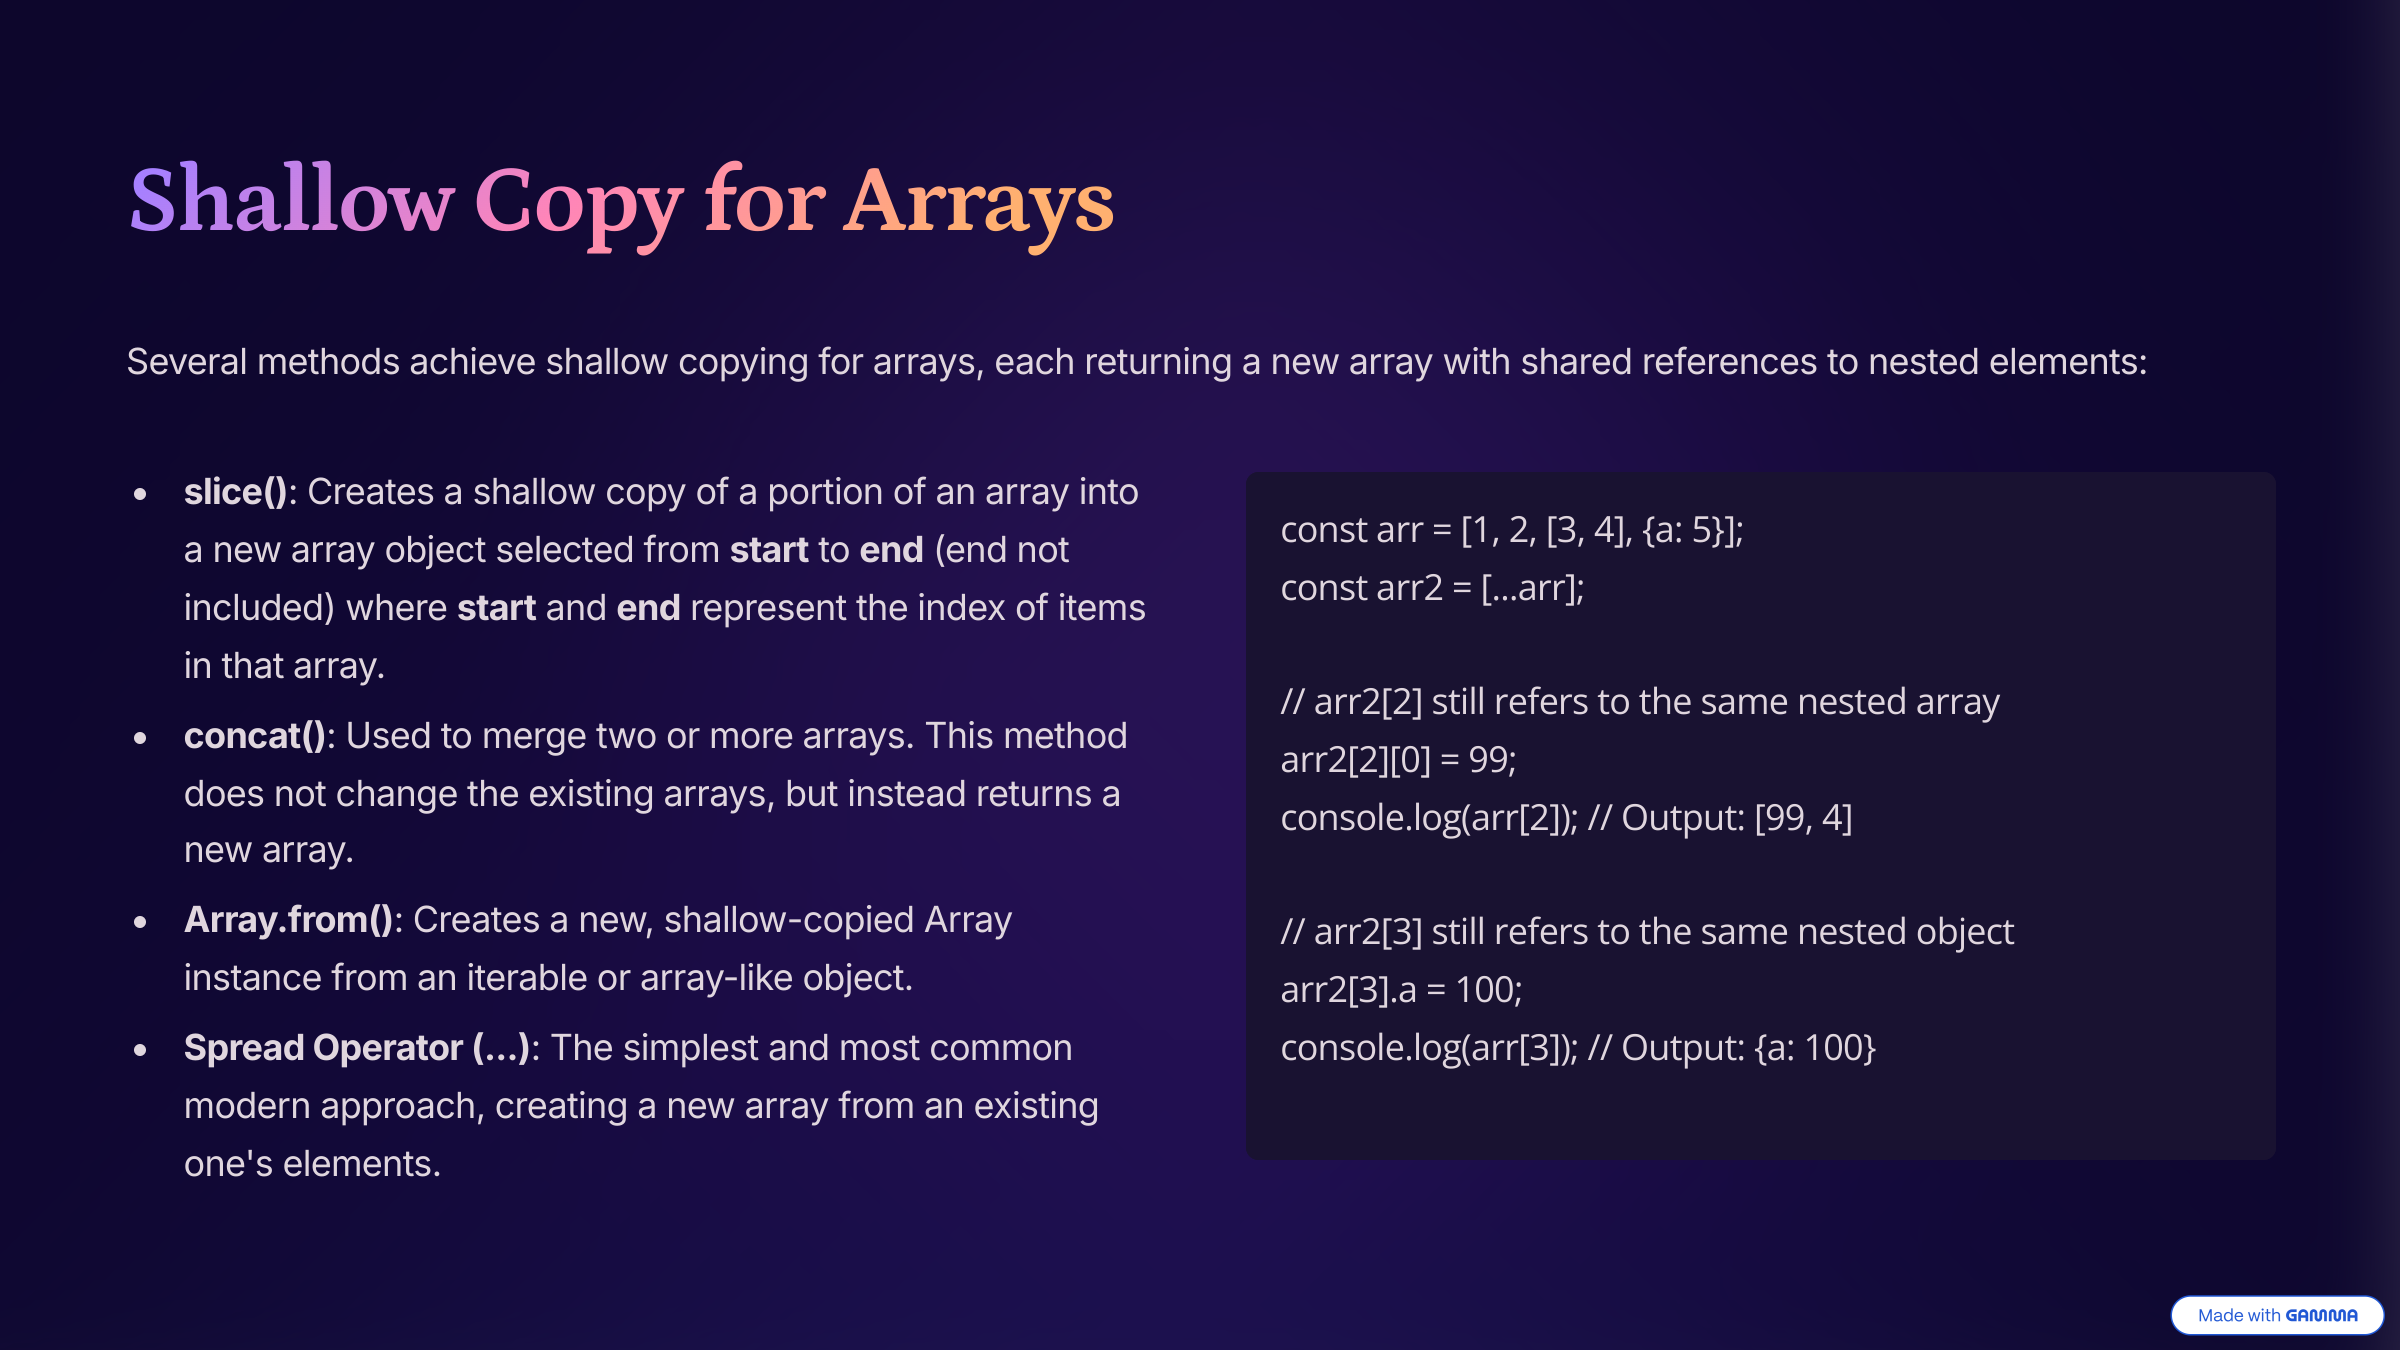 Shallow Copy for Arrays
Several methods achieve shallow copying for arrays, each returning a new array with shared references to nested elements:
• slice(): Creates a shallow copy of a portion of an array into
a new array object selected from start to end (end not
included) where start and end represent the index of items
in that array.
• concat(): Used to merge two or more arrays. This method
does not change the existing arrays, but instead returns a
new array.
• Array.from(): Creates a new, shallow-copied Array
instance from an iterable or array-like object.
• Spread Operator (...): The simplest and most common
modern approach, creating a new array from an existing
one's elements.
const arr = [1, 2, [3, 4], {a: 5}];
const arr2 = [...arr];
// arr2[2] still refers to the same nested array
arr2[2][0] = 99;
console.log(arr[2]); // Output: [99, 4]
// arr2[3] still refers to the same nested object
arr2[3].a = 100;
console.log(arr[3]); // Output: {a: 100}
Made with GAMMA